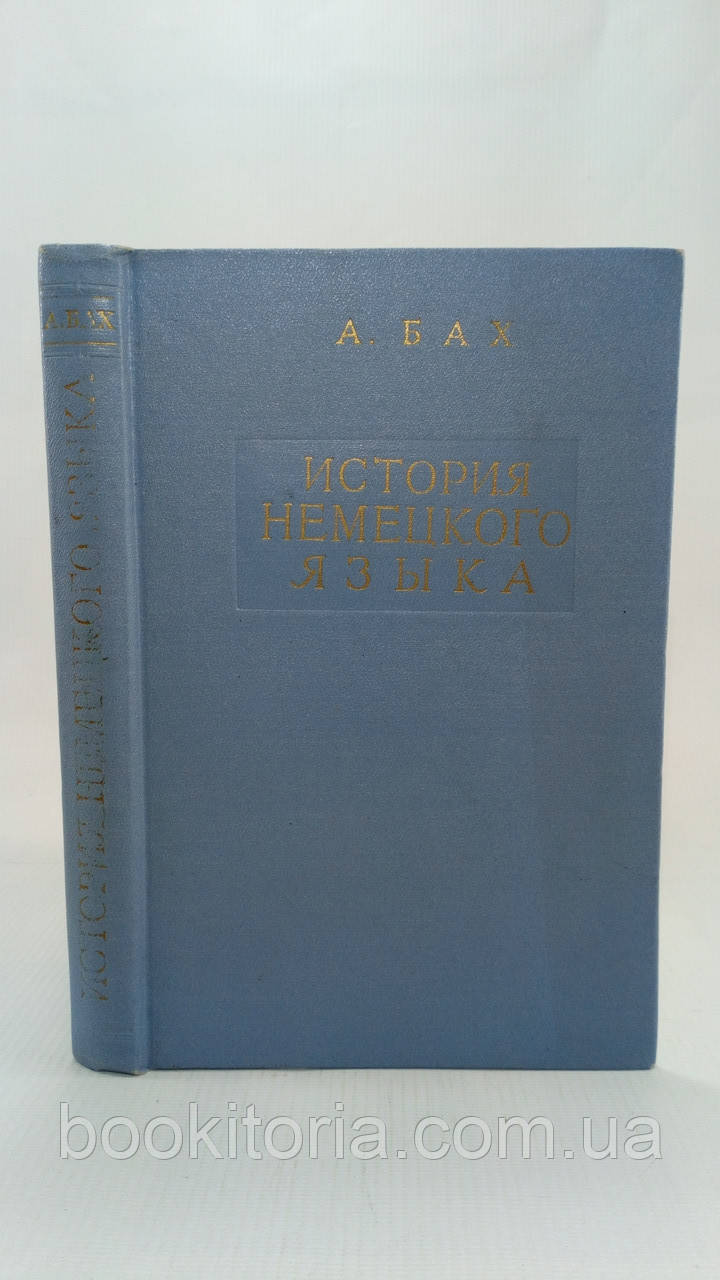 А. БАХ
ИСТОРИЯ НЕМЕЦКОГО ЯЗЫКА
А. БАХ
ИСТОРИЯ
НЕМЕЦКОГО
ЯЗЫКА
bookitoria.com.ua